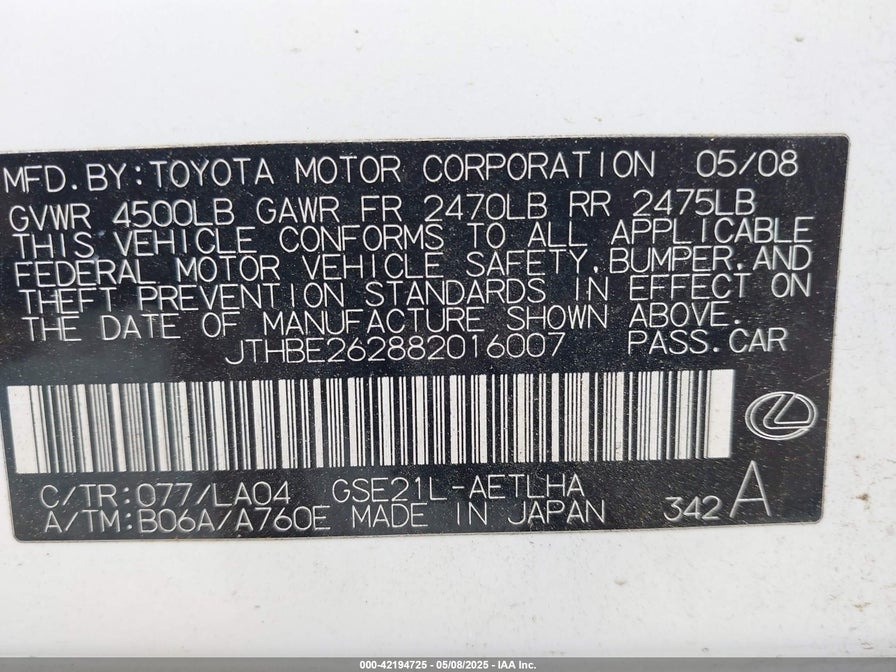 MFD. BY: TOYOTA MOTOR CORPORATION 05/08
GVWR 4500LB GAWR FR 2470LB RR 2475LB
THIS VEHICLE CONFORMS TO ALL APPLICABLE
FEDERAL MOTOR VEHICLE SAFETY, BUMPER, AND
THEFT PREVENTION STANDARDS IN EFFECT ON
THE DATE OF MANUFACTURE SHOWN ABOVE.
JTHBE262882016007 PASS. CAR
C/TR: 077/LA04 GSE21L-AETLHA
A/TM: B06A/A760E MADE IN JAPAN 342 A
000-42194725 - 05/08/2025 - IAA Inc.